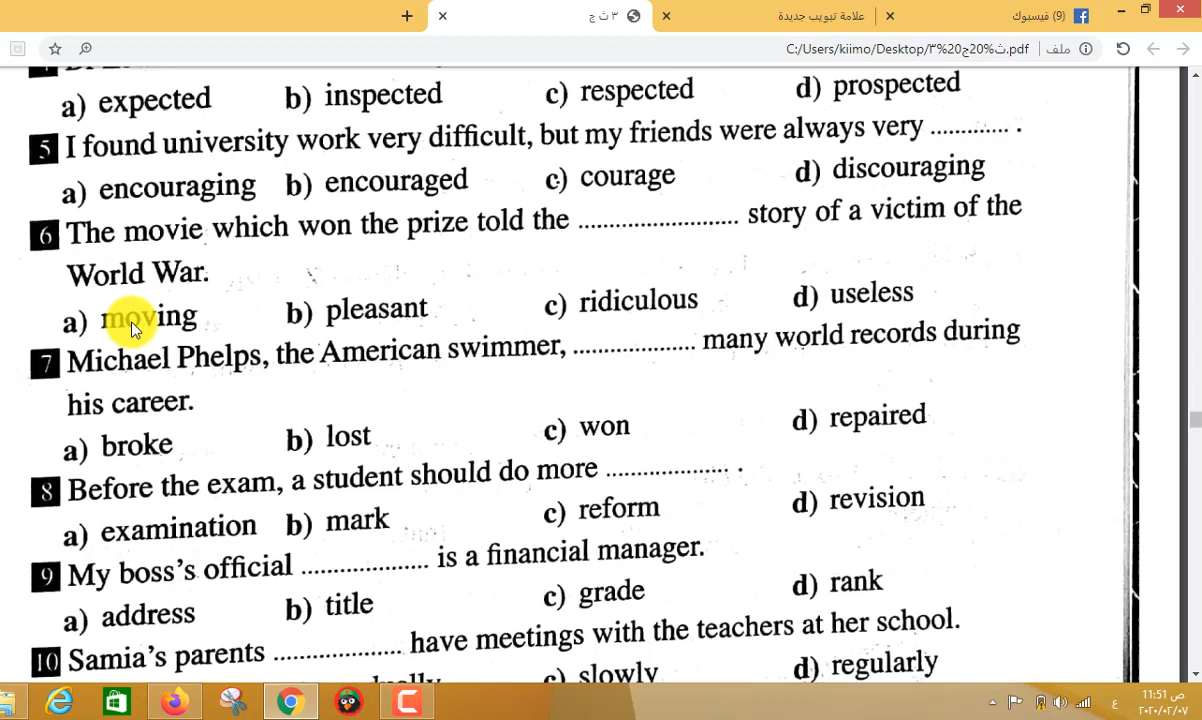 (9) فيسبوك
علامة تبويب جديدة
٣ ث ج
C:/Users/kiimo/Desktop/٣%20ث%20ج.pdf
ملف
a) expected b) inspected c) respected d) prospected
5 I found university work very difficult, but my friends were always very ............ .
a) encouraging b) encouraged c) courage d) discouraging
6 The movie which won the prize told the ........................ story of a victim of the
World War.
a) moving b) pleasant c) ridiculous d) useless
7 Michael Phelps, the American swimmer, .................. many world records during
his career.
a) broke b) lost c) won d) repaired
8 Before the exam, a student should do more .................. .
a) examination b) mark c) reform d) revision
9 My boss's official .................. is a financial manager.
a) address b) title c) grade d) rank
10 Samia's parents .................. have meetings with the teachers at her school.
c) slowly d) regularly
ع
11:51 ص
٢٠٢٠/٠٢/٠٧